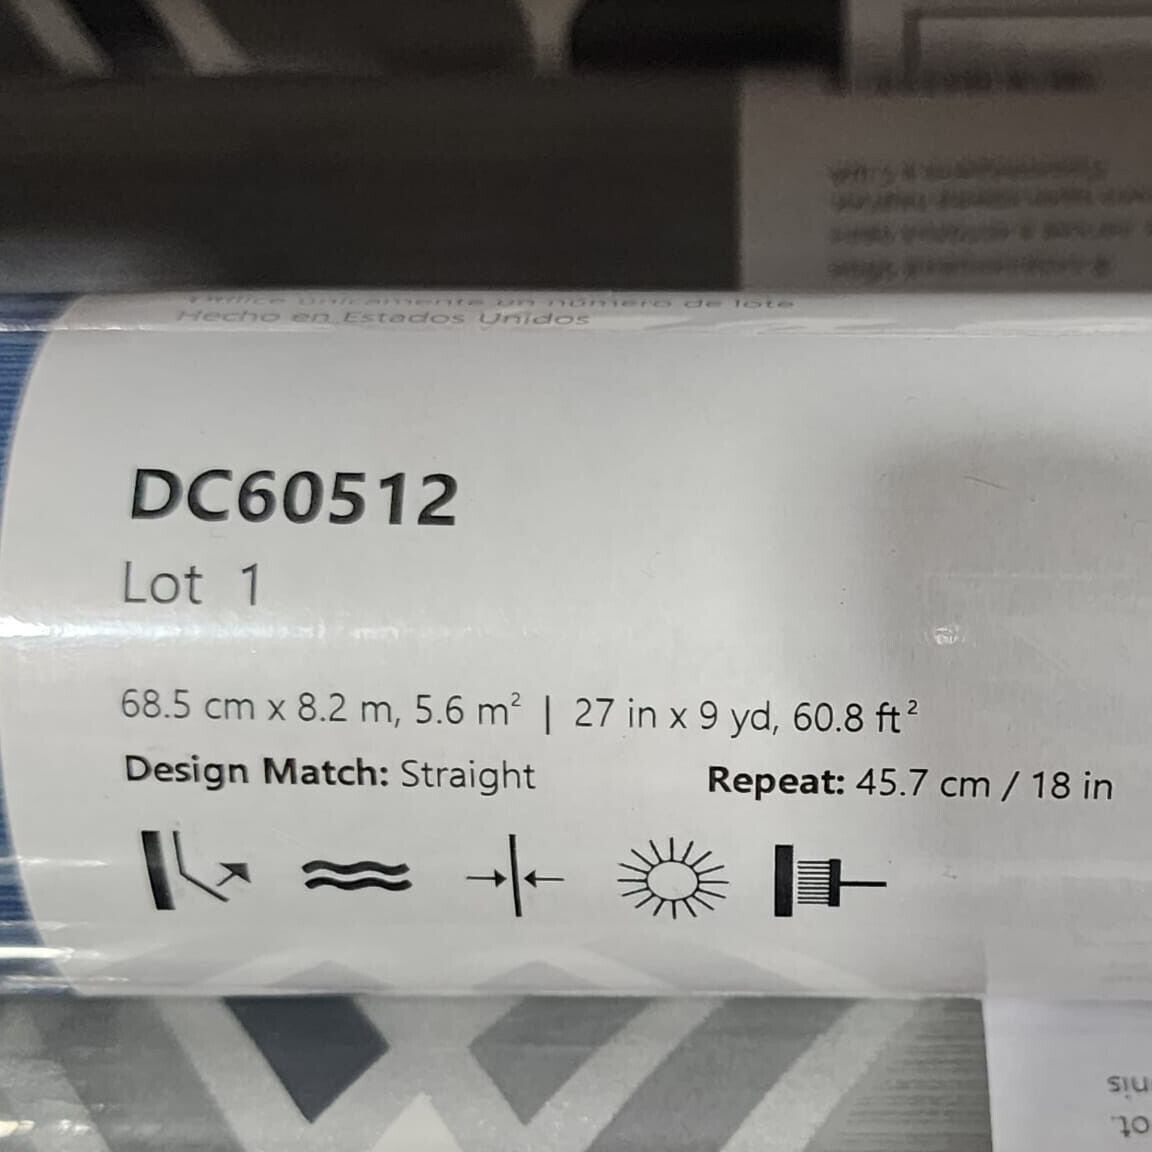 Utilice únicamente un número de lote
Hecho en Estados Unidos
DC60512
Lot 1
68.5 cm x 8.2 m, 5.6 m² | 27 in x 9 yd, 60.8 ft²
Design Match: Straight Repeat: 45.7 cm / 18 in